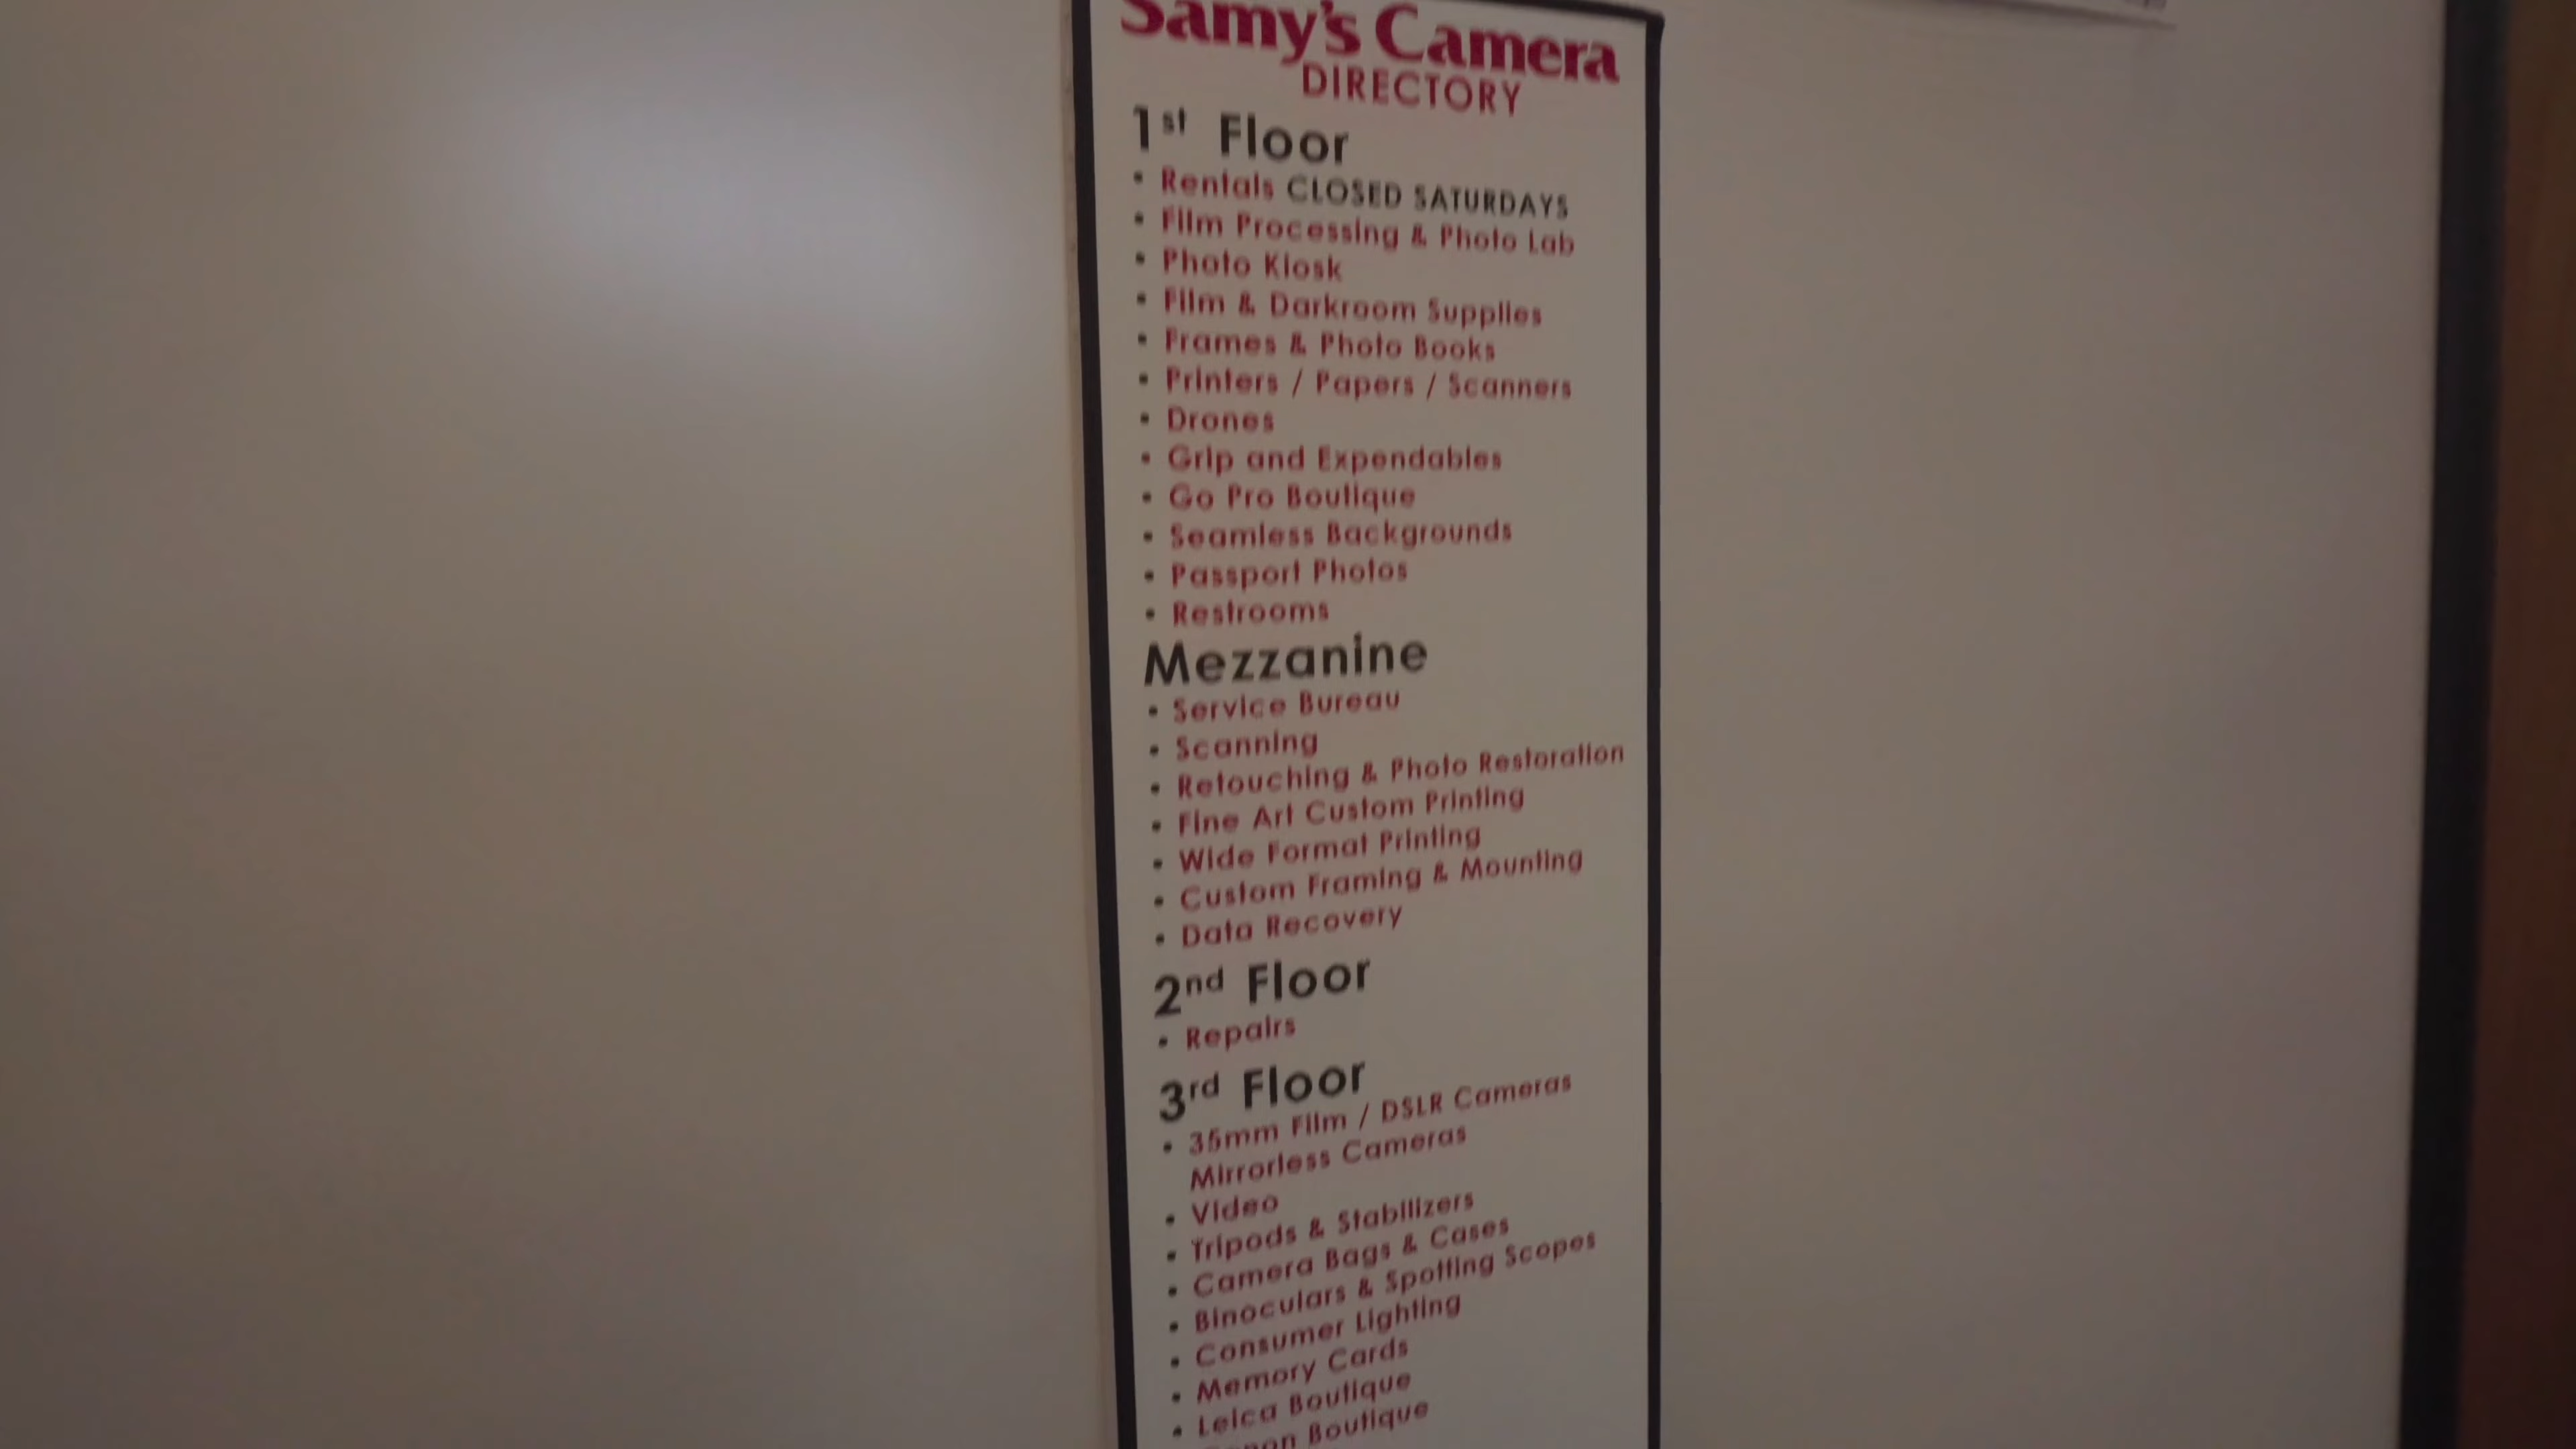 Samy's Camera
DIRECTORY
1st Floor
• Rentals CLOSED SATURDAYS
• Film Processing & Photo Lab
• Photo Kiosk
• Film & Darkroom Supplies
• Frames & Photo Books
• Printers / Papers / Scanners
• Drones
• Grip and Expendables
• Go Pro Boutique
• Seamless Backgrounds
• Passport Photos
• Restrooms
Mezzanine
• Service Bureau
• Scanning
• Retouching & Photo Restoration
• Fine Art Custom Printing
• Wide Format Printing
• Custom Framing & Mounting
• Data Recovery
2nd Floor
• Repairs
3rd Floor
• 35mm Film / DSLR Cameras
Mirrorless Cameras
• Video
• Tripods & Stabilizers
• Camera Bags & Cases
• Binoculars & Spotting Scopes
• Consumer Lighting
• Memory Cards
• Leica Boutique
Boutique